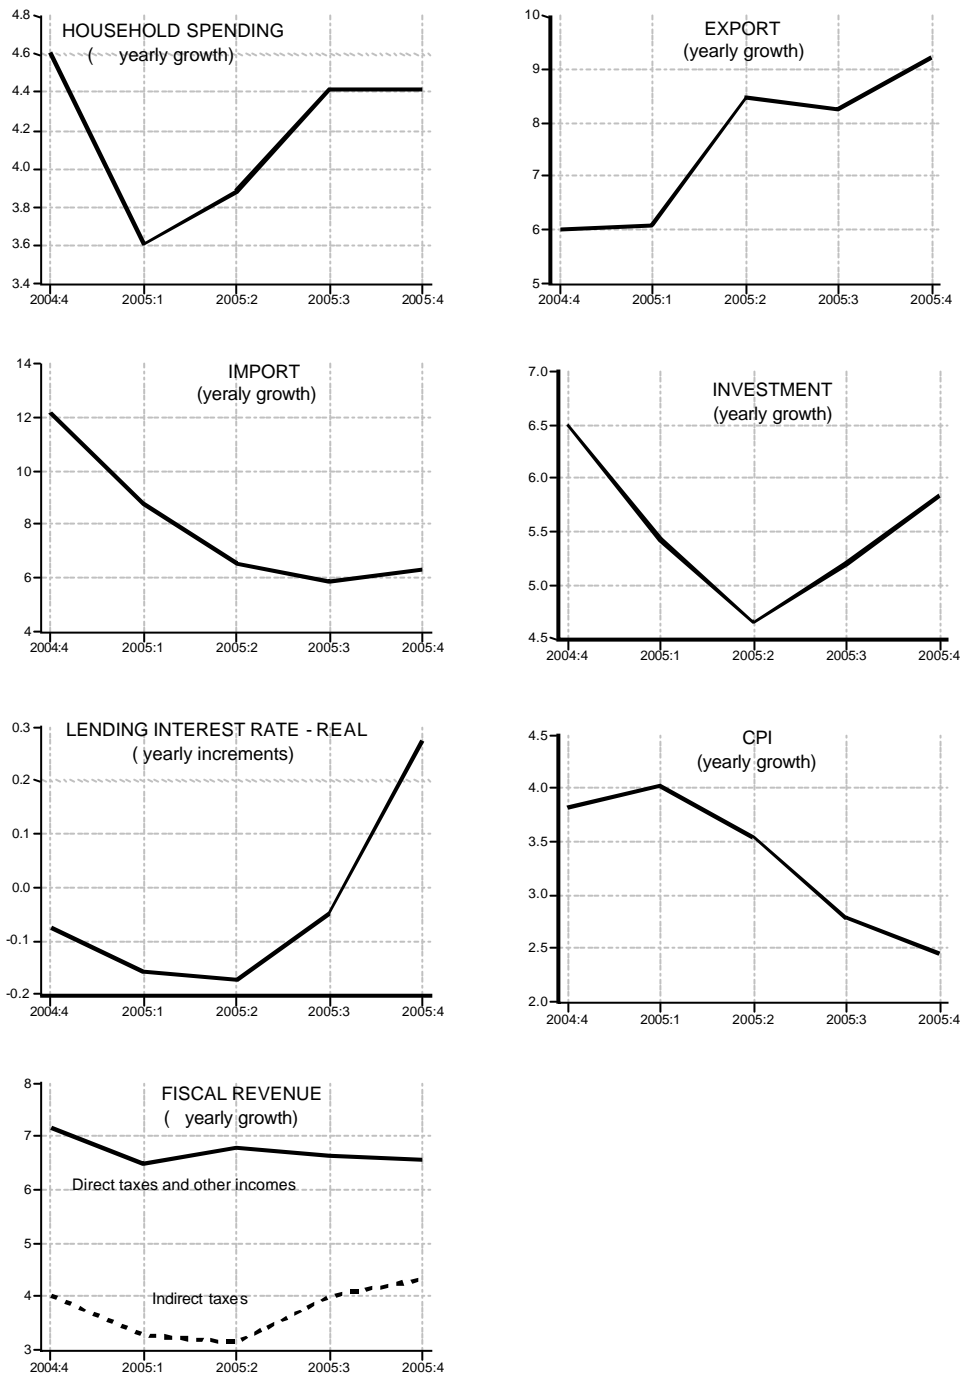 HOUSEHOLD SPENDING
( yearly growth)
4.8
4.6
4.4
4.2
4.0
3.8
3.6
3.4
2004:4 2005:1 2005:2 2005:3 2005:4
EXPORT
(yearly growth)
10
9
8
7
6
5
2004:4 2005:1 2005:2 2005:3 2005:4
IMPORT
(yeraly growth)
14
12
10
8
6
4
2004:4 2005:1 2005:2 2005:3 2005:4
INVESTMENT
(yearly growth)
7.0
6.5
6.0
5.5
5.0
4.5
2004:4 2005:1 2005:2 2005:3 2005:4
LENDING INTEREST RATE - REAL
( yearly increments)
0.3
0.2
0.1
0.0
-0.1
-0.2
2004:4 2005:1 2005:2 2005:3 2005:4
CPI
(yearly growth)
4.5
4.0
3.5
3.0
2.5
2.0
2004:4 2005:1 2005:2 2005:3 2005:4
FISCAL REVENUE
( yearly growth)
8
7
6
5
4
3
Direct taxes and other incomes
Indirect taxes
2004:4 2005:1 2005:2 2005:3 2005:4